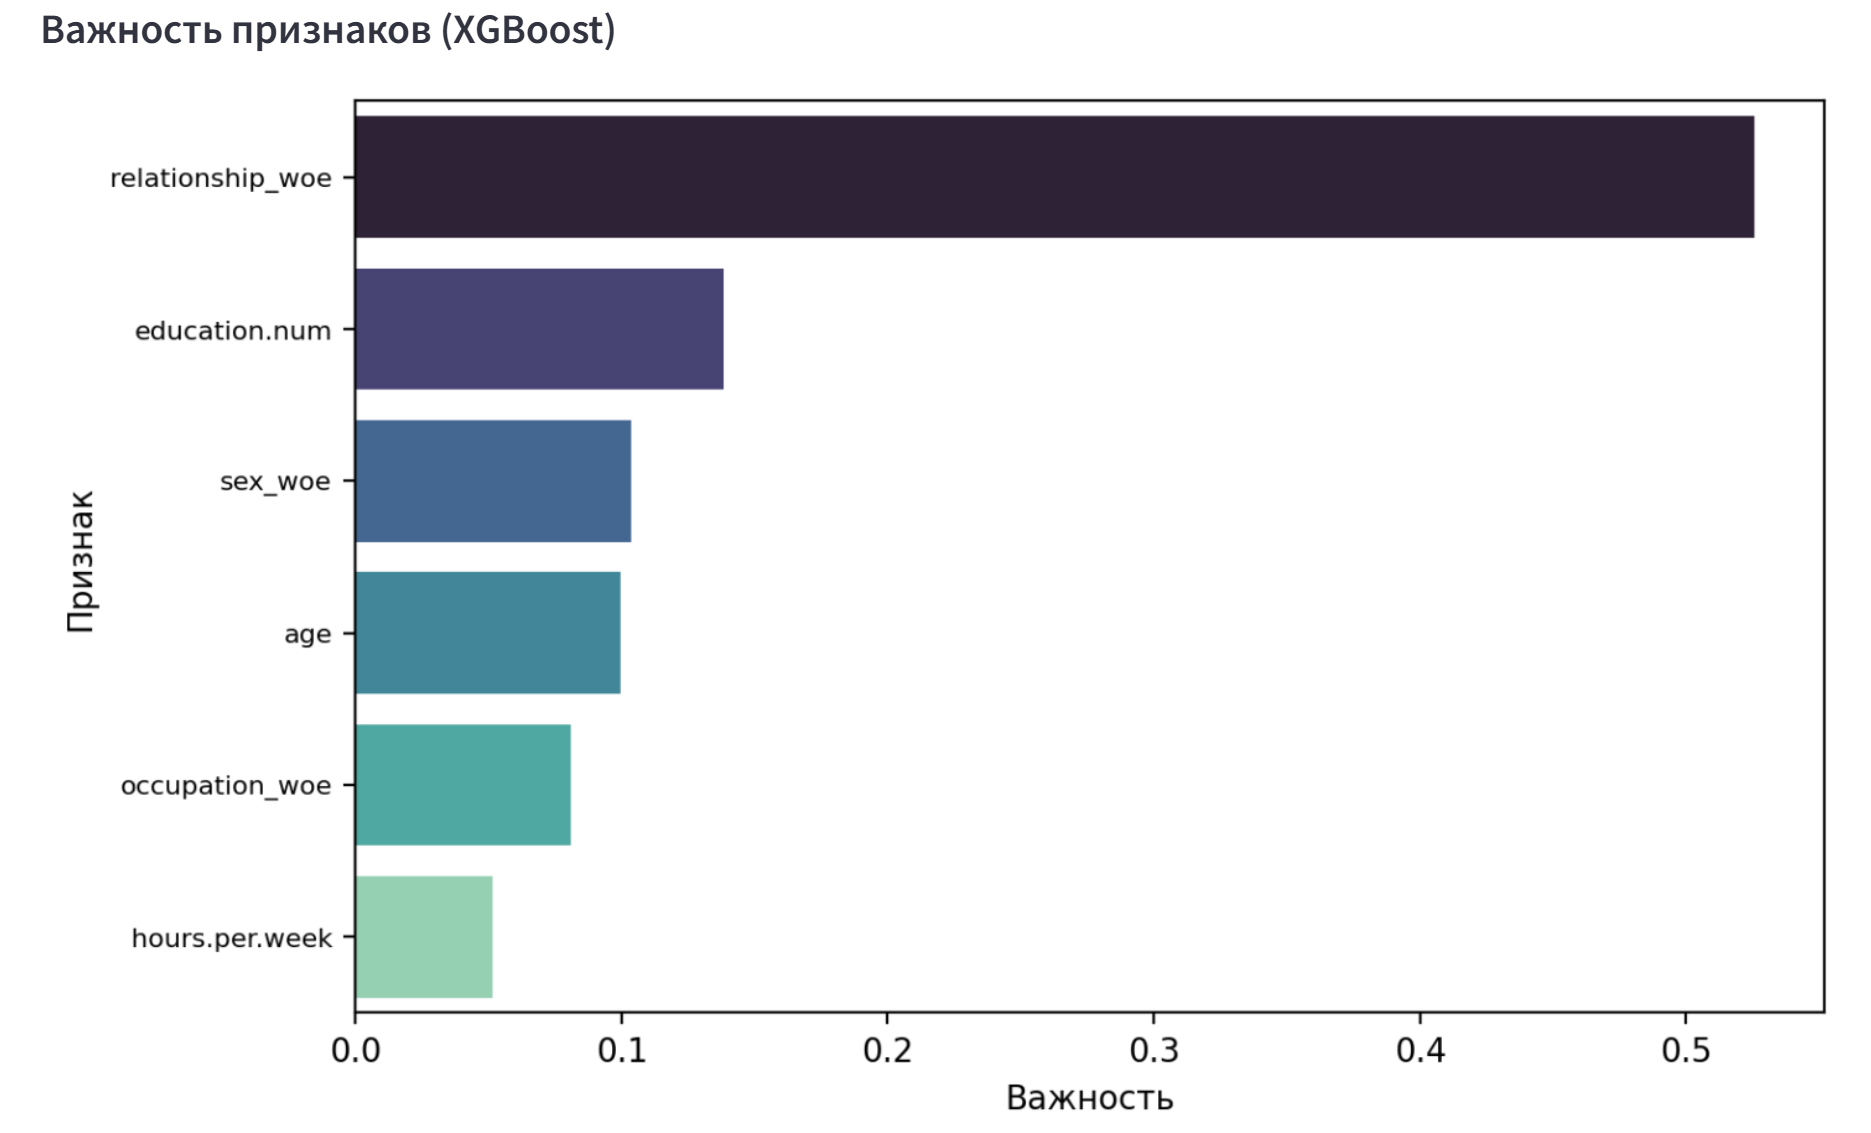 Важность признаков (XGBoost)
relationship_woe
education.num
sex_woe
age
occupation_woe
hours.per.week
Признак
0.0 0.1 0.2 0.3 0.4 0.5
Важность